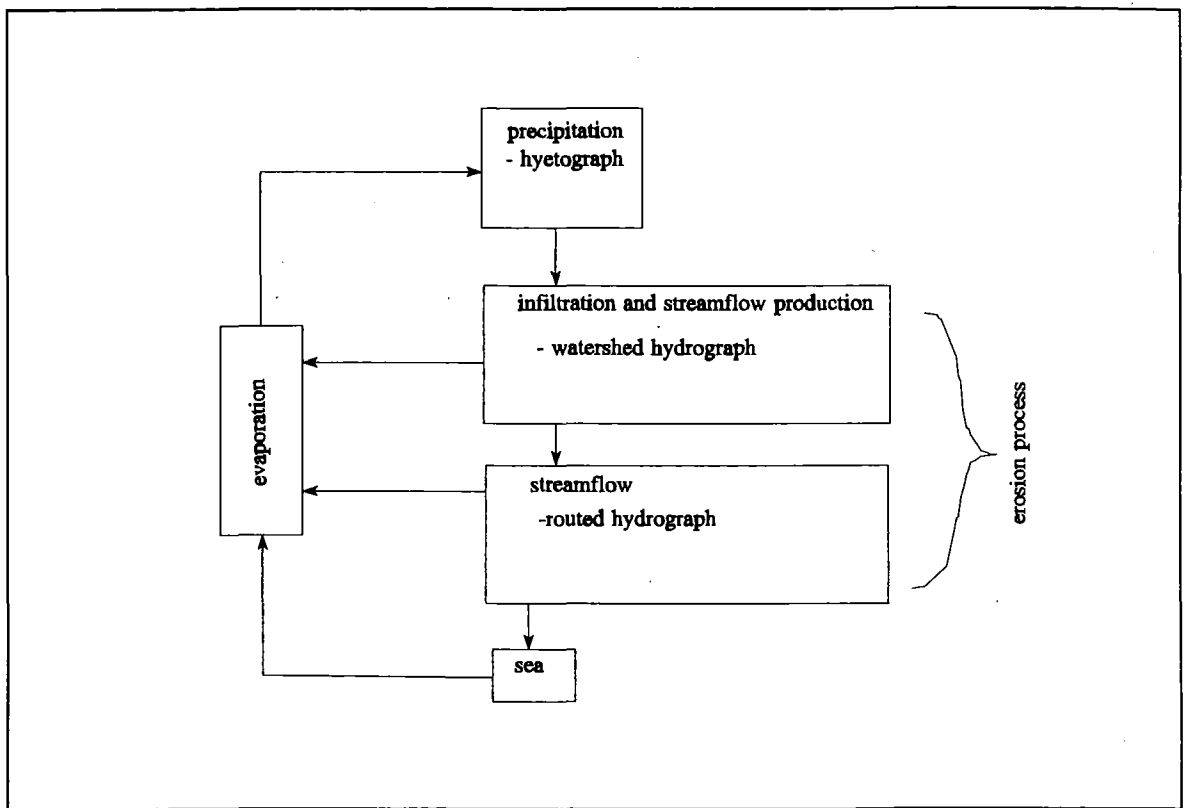 precipitation
- hyetograph
infiltration and streamflow production
- watershed hydrograph
evaporation
streamflow
-routed hydrograph
erosion process
sea